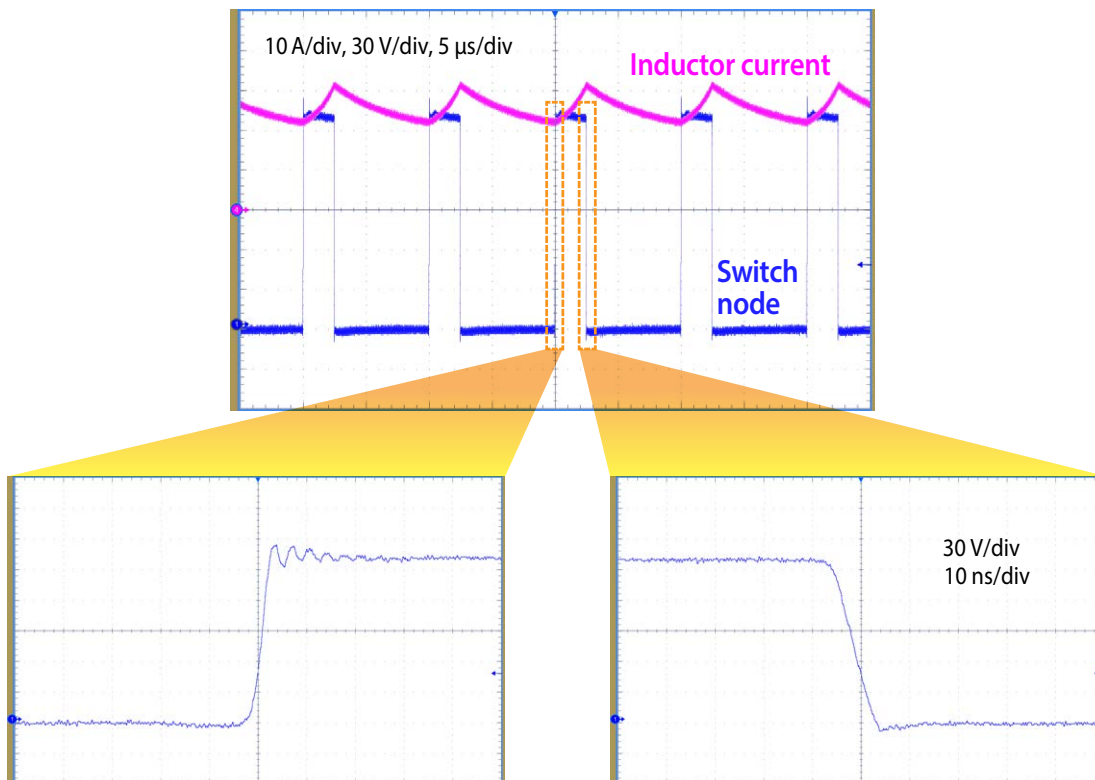 10 A/div, 30 V/div, 5 μs/div
Inductor current
Switch
node
30 V/div
10 ns/div